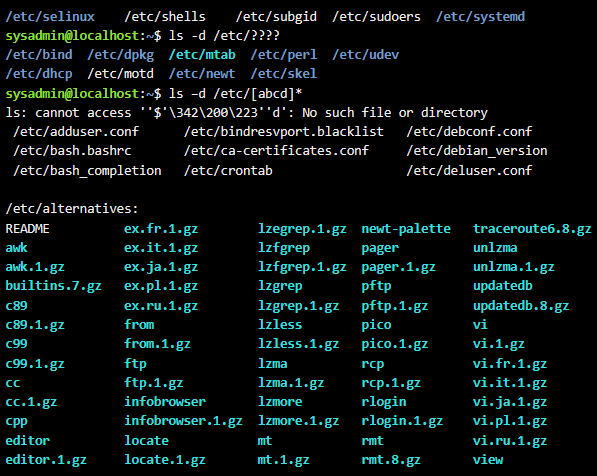 /etc/selinux    /etc/shells    /etc/subgid  /etc/sudoers  /etc/systemd
sysadmin@localhost:~$ ls -d /etc/????
/etc/bind  /etc/dpkg  /etc/mtab  /etc/perl  /etc/udev
/etc/dhcp  /etc/motd  /etc/newt  /etc/skel
sysadmin@localhost:~$ ls –d /etc/[abcd]*
ls: cannot access ''$'\342\200\223''d': No such file or directory
 /etc/adduser.conf      /etc/bindresvport.blacklist   /etc/debconf.conf
 /etc/bash.bashrc       /etc/ca-certificates.conf     /etc/debian_version
 /etc/bash_completion   /etc/crontab                  /etc/deluser.conf

/etc/alternatives:
README          ex.fr.1.gz        lzegrep.1.gz  newt-palette   traceroute6.8.gz
awk             ex.it.1.gz        lzfgrep       pager          unlzma
awk.1.gz        ex.ja.1.gz        lzfgrep.1.gz  pager.1.gz     unlzma.1.gz
builtins.7.gz   ex.pl.1.gz        lzgrep        pftp           updatedb
c89             ex.ru.1.gz        lzgrep.1.gz   pftp.1.gz      updatedb.8.gz
c89.1.gz        from              lzless        pico           vi
c99             from.1.gz         lzless.1.gz   pico.1.gz      vi.1.gz
c99.1.gz        ftp               lzma          rcp            vi.fr.1.gz
cc              ftp.1.gz          lzma.1.gz     rcp.1.gz       vi.it.1.gz
cc.1.gz         infobrowser       lzmore        rlogin         vi.ja.1.gz
cpp             infobrowser.1.gz  lzmore.1.gz   rlogin.1.gz    vi.pl.1.gz
editor          locate            mt            rmt            vi.ru.1.gz
editor.1.gz     locate.1.gz       mt.1.gz       rmt.8.gz       view